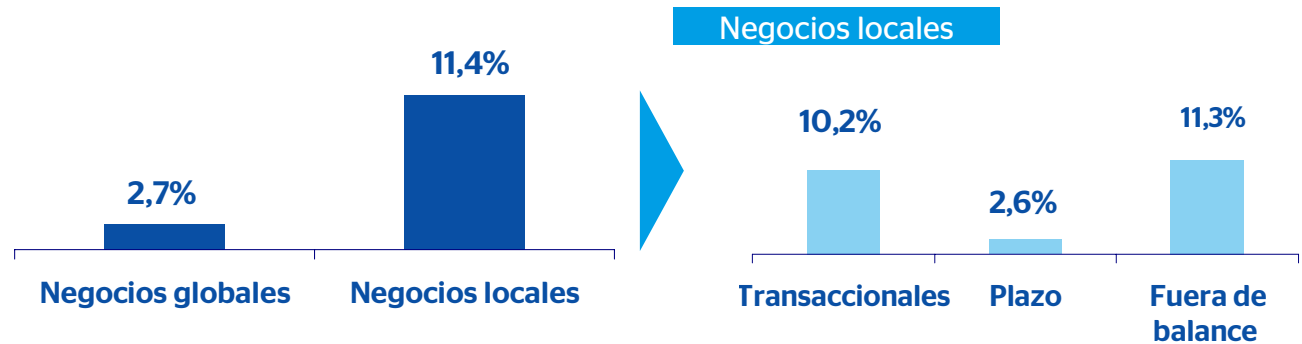 2,7%
11,4%
Negocios globales
Negocios locales
Negocios locales
10,2%
2,6%
11,3%
Transaccionales
Plazo
Fuera de
balance